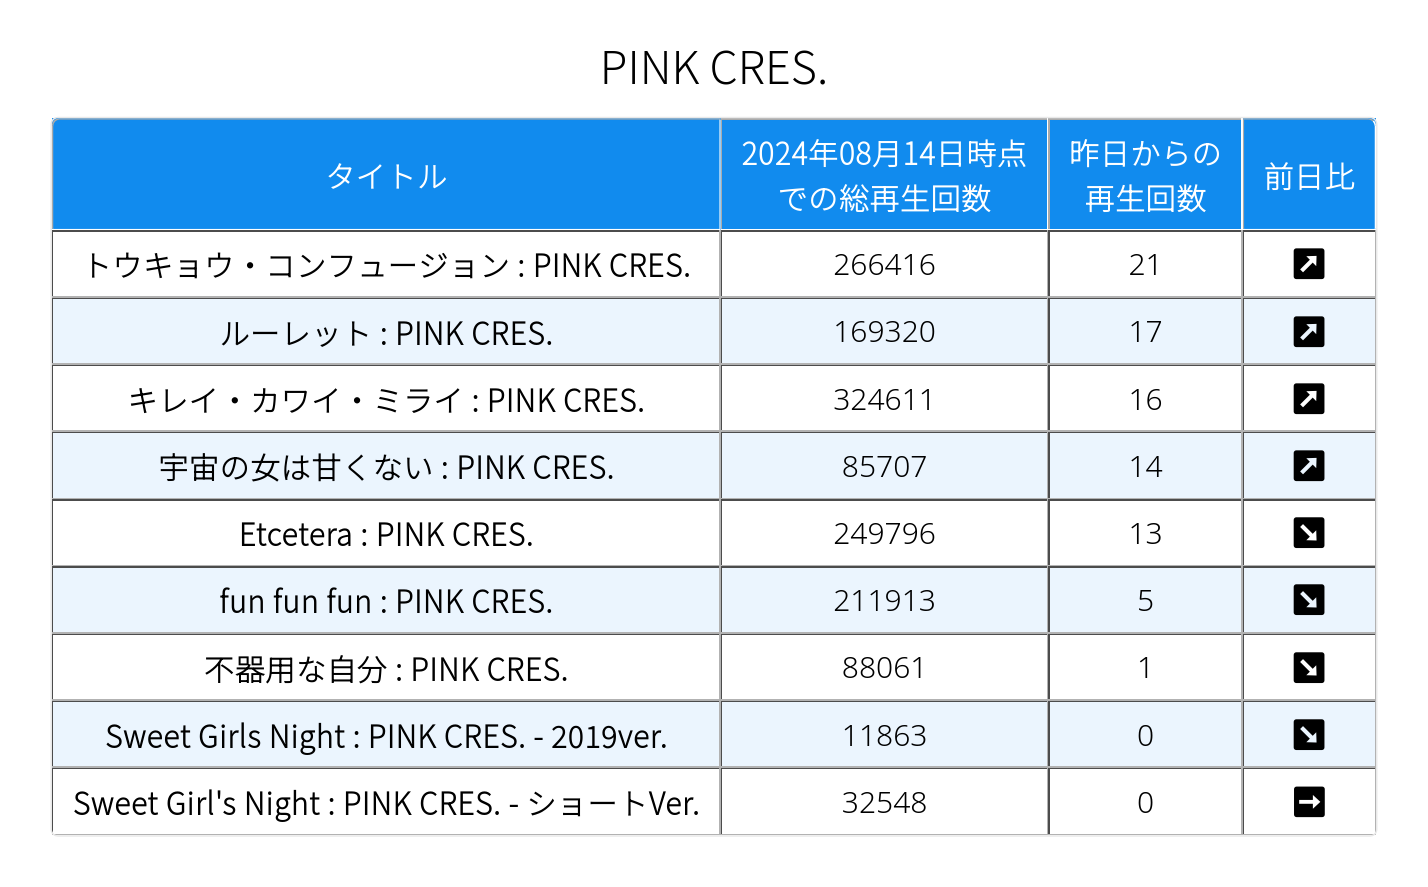 PINK CRES.
タイトル
2024年08月14日時点
での総再生回数
昨日からの
再生回数
前日比
トウキョウ・コンフュージョン : PINK CRES. 266416 21
ルーレット : PINK CRES. 169320 17
キレイ・カワイ・ミライ : PINK CRES. 324611 16
宇宙の女は甘くない : PINK CRES. 85707 14
Etcetera : PINK CRES. 249796 13
fun fun fun : PINK CRES. 211913 5
不器用な自分 : PINK CRES. 88061 1
Sweet Girls Night : PINK CRES. - 2019ver. 11863 0
Sweet Girl's Night : PINK CRES. - ショートVer. 32548 0